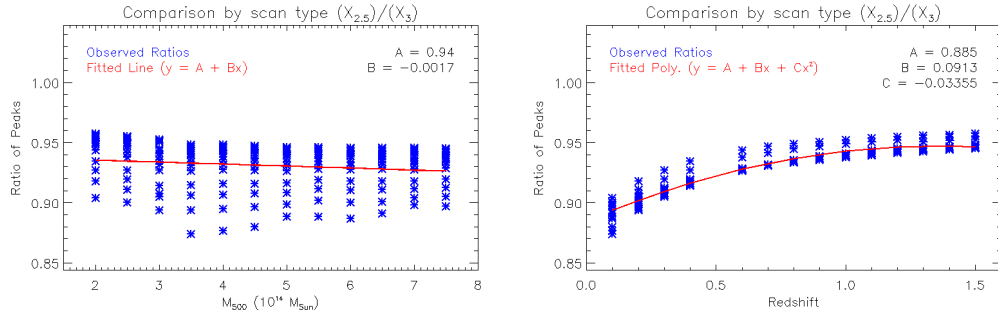 Comparison by scan type (X2.5)/(X3)
Observed Ratios
Fitted Line (y = A + Bx)
A = 0.94
B = −0.0017
Ratio of Peaks
1.00
0.95
0.90
0.85
2 3 4 5 6 7 8
M500 (10¹⁴ MSun)
Comparison by scan type (X2.5)/(X3)
Observed Ratios
Fitted Poly. (y = A + Bx + Cx²)
A = 0.885
B = 0.0913
C = −0.03355
Ratio of Peaks
1.00
0.95
0.90
0.85
0.0 0.5 1.0 1.5
Redshift